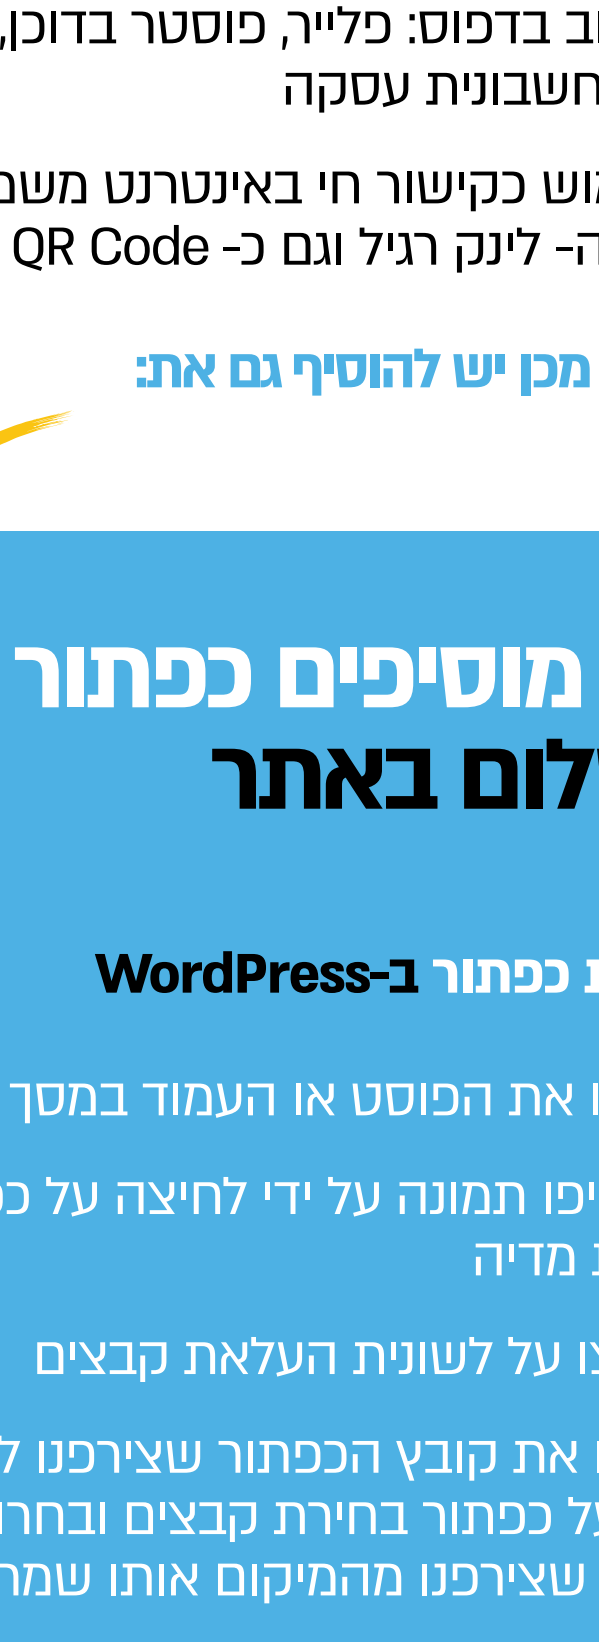 וב בדפוס: פלייר, פוסטר בדוכן,
חשבונית עסקה
מוש כקישור חי באינטרנט משמ
ה- לינק רגיל וגם כ- QR Code
מכן יש להוסיף גם את:
מוסיפים כפתור
לום באתר
ת כפתור ב-WordPress
ו את הפוסט או העמוד במסך
יפו תמונה על ידי לחיצה על כפ
ת מדיה
צו על לשונית העלאת קבצים
ו את קובץ הכפתור שצירפנו ל
על כפתור בחירת קבצים ובחרו
שצירפנו מהמיקום אותו שמר